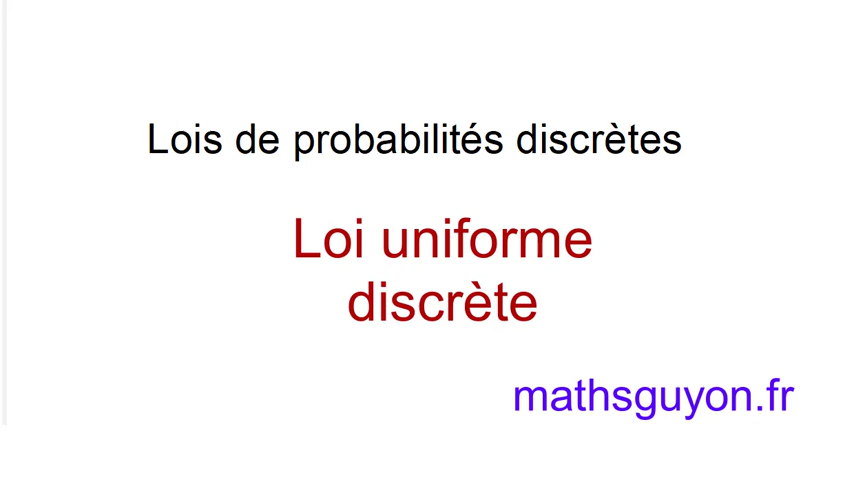 Lois de probabilités discrètes
Loi uniforme
discrète
mathsguyon.fr